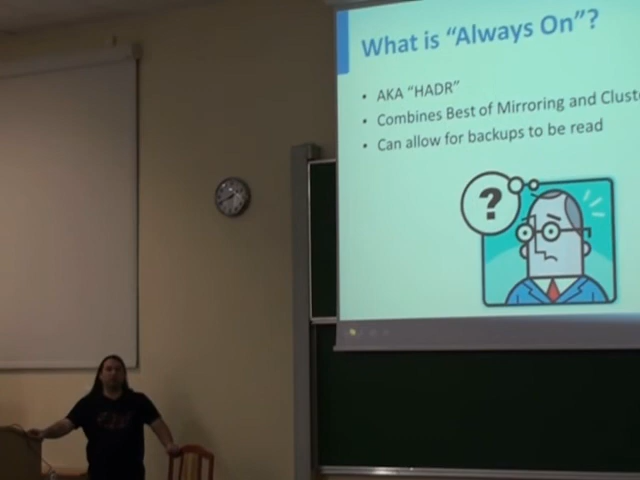 What is “Always On”?
• AKA “HADR”
• Combines Best of Mirroring and Cluste
• Can allow for backups to be read
?